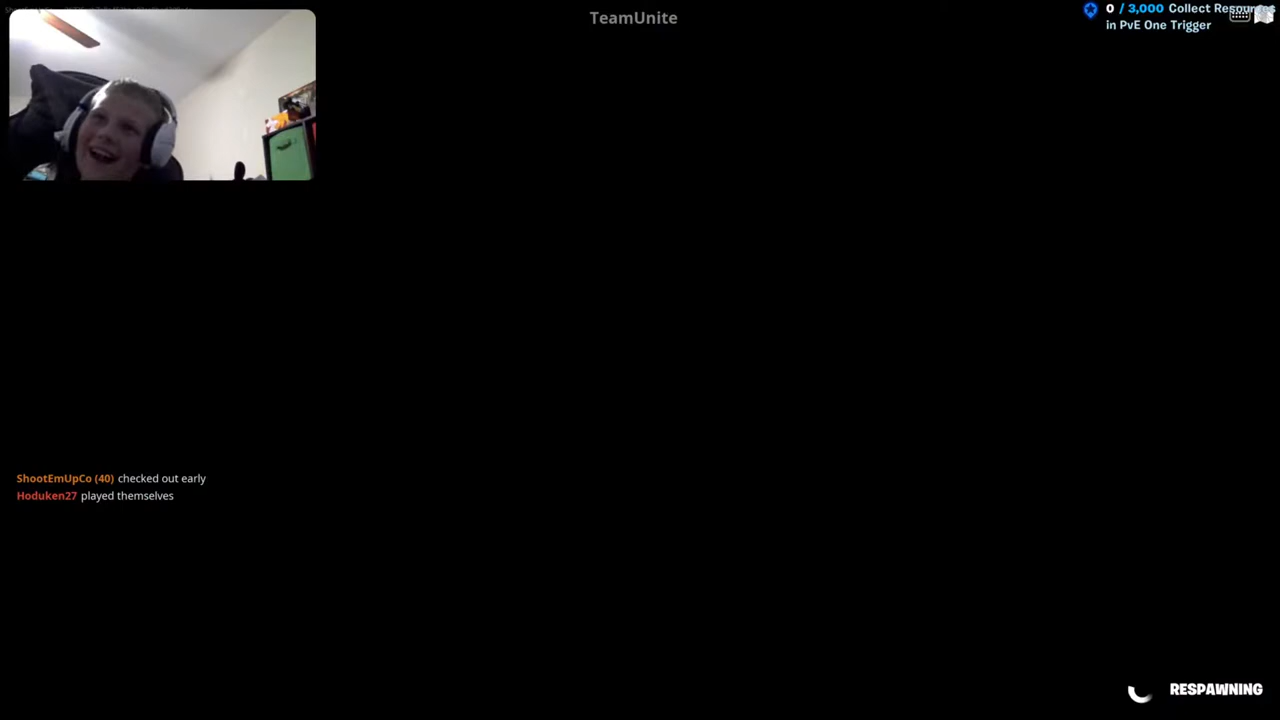 TeamUnite
0 / 3,000 Collect Resources
in PvE One Trigger
ShootEmUpCo (40) checked out early
Hoduken27 played themselves
RESPAWNING